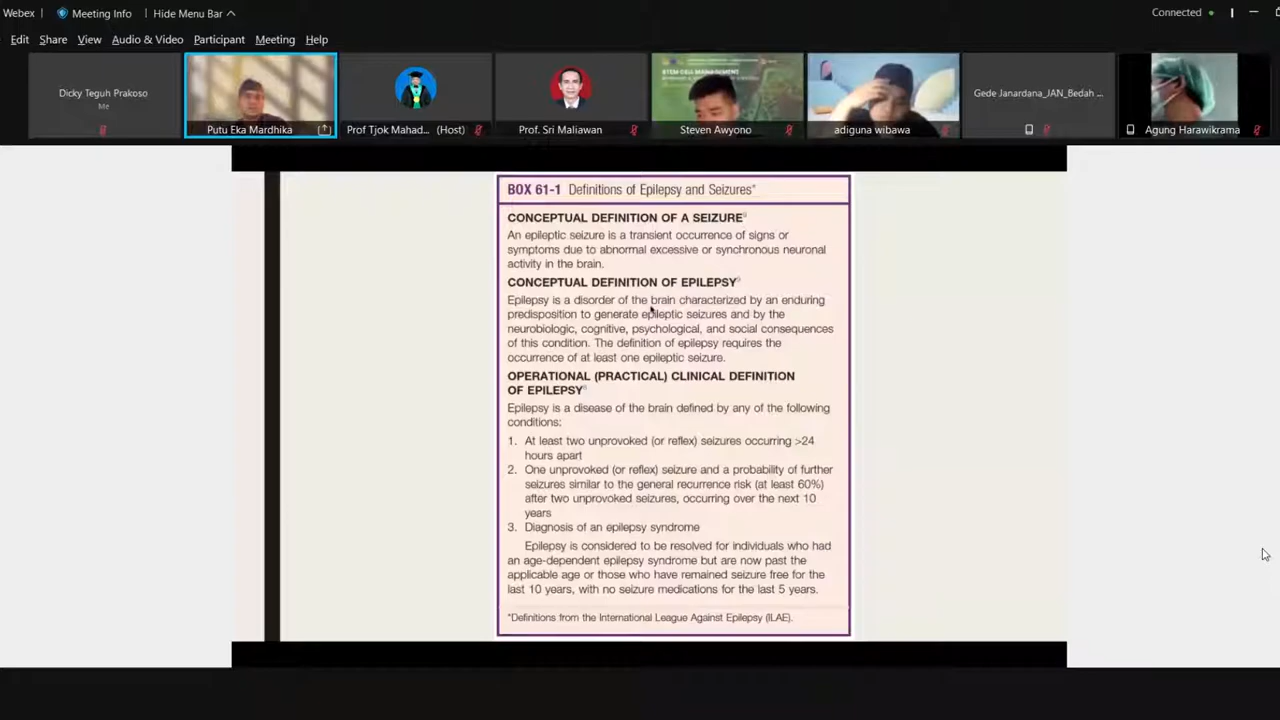 Webex
Meeting Info
Hide Menu Bar
Connected
Edit Share View Audio & Video Participant Meeting Help
Dicky Teguh Prakoso
Me
Putu Eka Mardhika
Prof Tjok Mahad... (Host)
Prof. Sri Maliawan
STEM CELL MANAGEMENT
Steven Awyono
adiguna wibawa
Gede Janardana_JAN_Bedah ...
Agung Harawikrama
BOX 61-1 Definitions of Epilepsy and Seizures*
CONCEPTUAL DEFINITION OF A SEIZURE
An epileptic seizure is a transient occurrence of signs or
symptoms due to abnormal excessive or synchronous neuronal
activity in the brain.
CONCEPTUAL DEFINITION OF EPILEPSY
Epilepsy is a disorder of the brain characterized by an enduring
predisposition to generate epileptic seizures and by the
neurobiologic, cognitive, psychological, and social consequences
of this condition. The definition of epilepsy requires the
occurrence of at least one epileptic seizure.
OPERATIONAL (PRACTICAL) CLINICAL DEFINITION
OF EPILEPSY
Epilepsy is a disease of the brain defined by any of the following
conditions:
1. At least two unprovoked (or reflex) seizures occurring >24
hours apart
2. One unprovoked (or reflex) seizure and a probability of further
seizures similar to the general recurrence risk (at least 60%)
after two unprovoked seizures, occurring over the next 10
years
3. Diagnosis of an epilepsy syndrome
Epilepsy is considered to be resolved for individuals who had
an age-dependent epilepsy syndrome but are now past the
applicable age or those who have remained seizure free for the
last 10 years, with no seizure medications for the last 5 years.
*Definitions from the International League Against Epilepsy (ILAE).